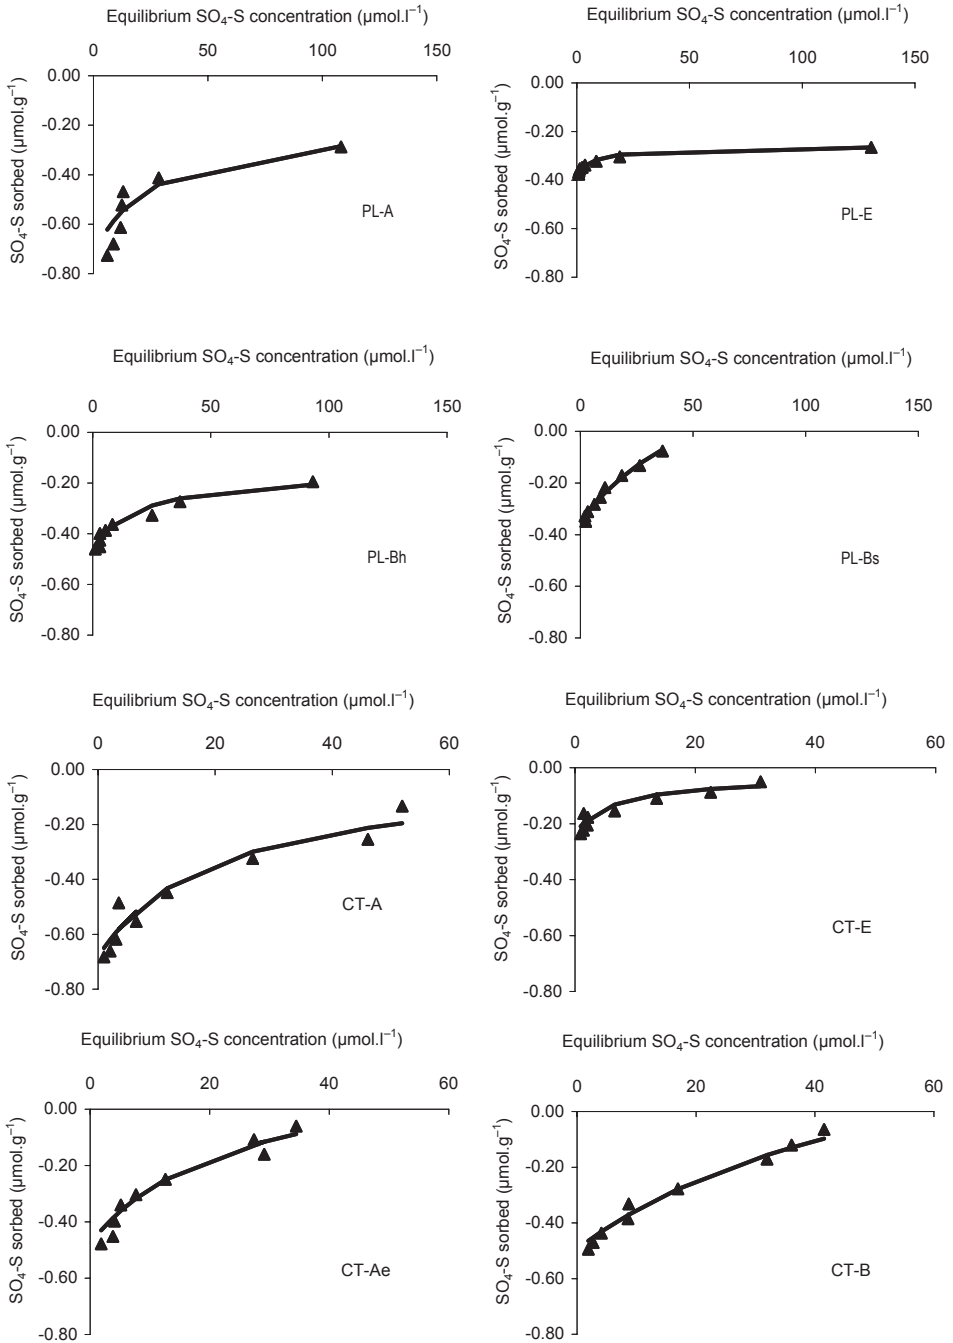 Equilibrium SO₄-S concentration (µmol.l⁻¹)
0 50 100 150
0.00
-0.20
-0.40
-0.60
-0.80
SO₄-S sorbed (µmol.g⁻¹)
PL-A
Equilibrium SO₄-S concentration (µmol.l⁻¹)
0 50 100 150
0.00
-0.20
-0.40
-0.60
-0.80
SO₄-S sorbed (µmol.g⁻¹)
PL-E
Equilibrium SO₄-S concentration (µmol.l⁻¹)
0 50 100 150
0.00
-0.20
-0.40
-0.60
-0.80
SO₄-S sorbed (µmol.g⁻¹)
PL-Bh
Equilibrium SO₄-S concentration (µmol.l⁻¹)
0 50 100 150
0.00
-0.20
-0.40
-0.60
-0.80
SO₄-S sorbed (µmol.g⁻¹)
PL-Bs
Equilibrium SO₄-S concentration (µmol.l⁻¹)
0 20 40 60
0.00
-0.20
-0.40
-0.60
-0.80
SO₄-S sorbed (µmol.g⁻¹)
CT-A
Equilibrium SO₄-S concentration (µmol.l⁻¹)
0 20 40 60
0.00
-0.20
-0.40
-0.60
-0.80
SO₄-S sorbed (µmol.g⁻¹)
CT-E
Equilibrium SO₄-S concentration (µmol.l⁻¹)
0 20 40 60
0.00
-0.20
-0.40
-0.60
-0.80
SO₄-S sorbed (µmol.g⁻¹)
CT-Ae
Equilibrium SO₄-S concentration (µmol.l⁻¹)
0 20 40 60
0.00
-0.20
-0.40
-0.60
-0.80
SO₄-S sorbed (µmol.g⁻¹)
CT-B